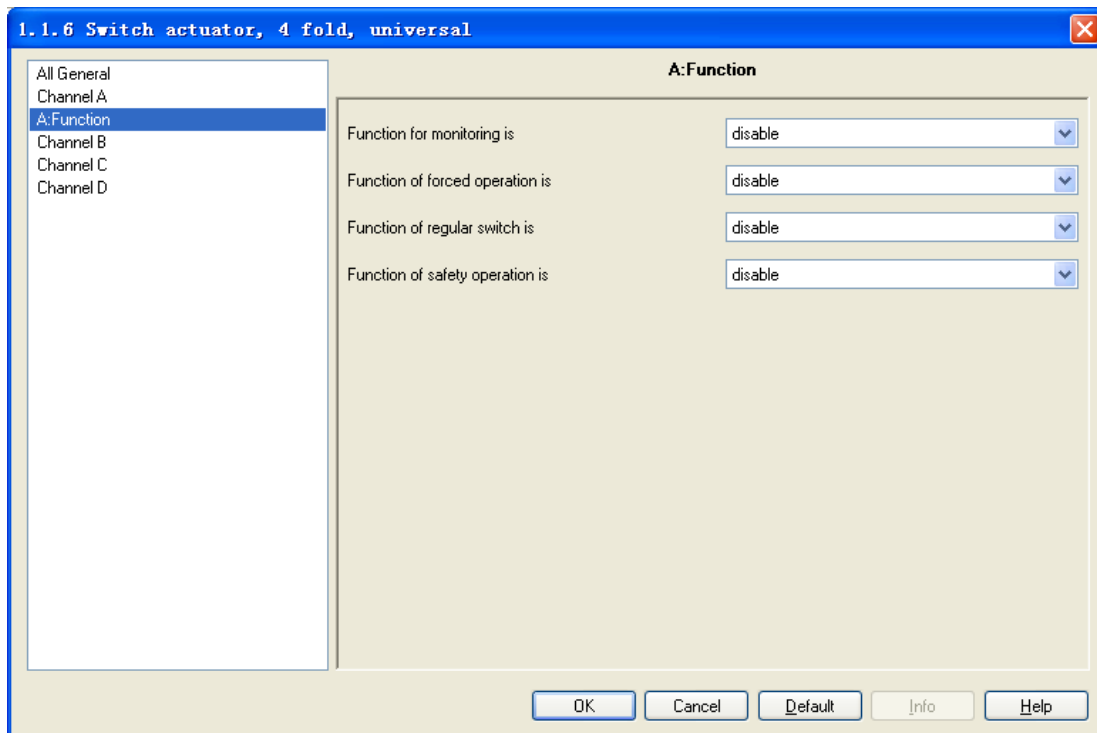 1.1.6 Switch actuator, 4 fold, universal
All General
Channel A
A:Function
Channel B
Channel C
Channel D
A:Function
Function for monitoring is disable
Function of forced operation is disable
Function of regular switch is disable
Function of safety operation is disable
OK Cancel Default Info Help